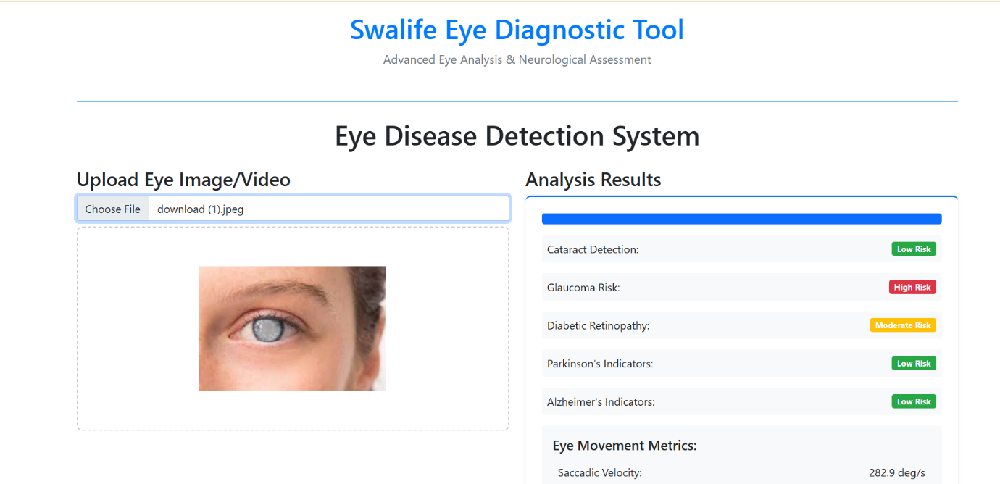 Swalife Eye Diagnostic Tool
Advanced Eye Analysis & Neurological Assessment
Eye Disease Detection System
Upload Eye Image/Video
Choose File download (1).jpeg
Analysis Results
Cataract Detection: Low Risk
Glaucoma Risk: High Risk
Diabetic Retinopathy: Moderate Risk
Parkinson's Indicators: Low Risk
Alzheimer's Indicators: Low Risk
Eye Movement Metrics:
Saccadic Velocity: 282.9 deg/s